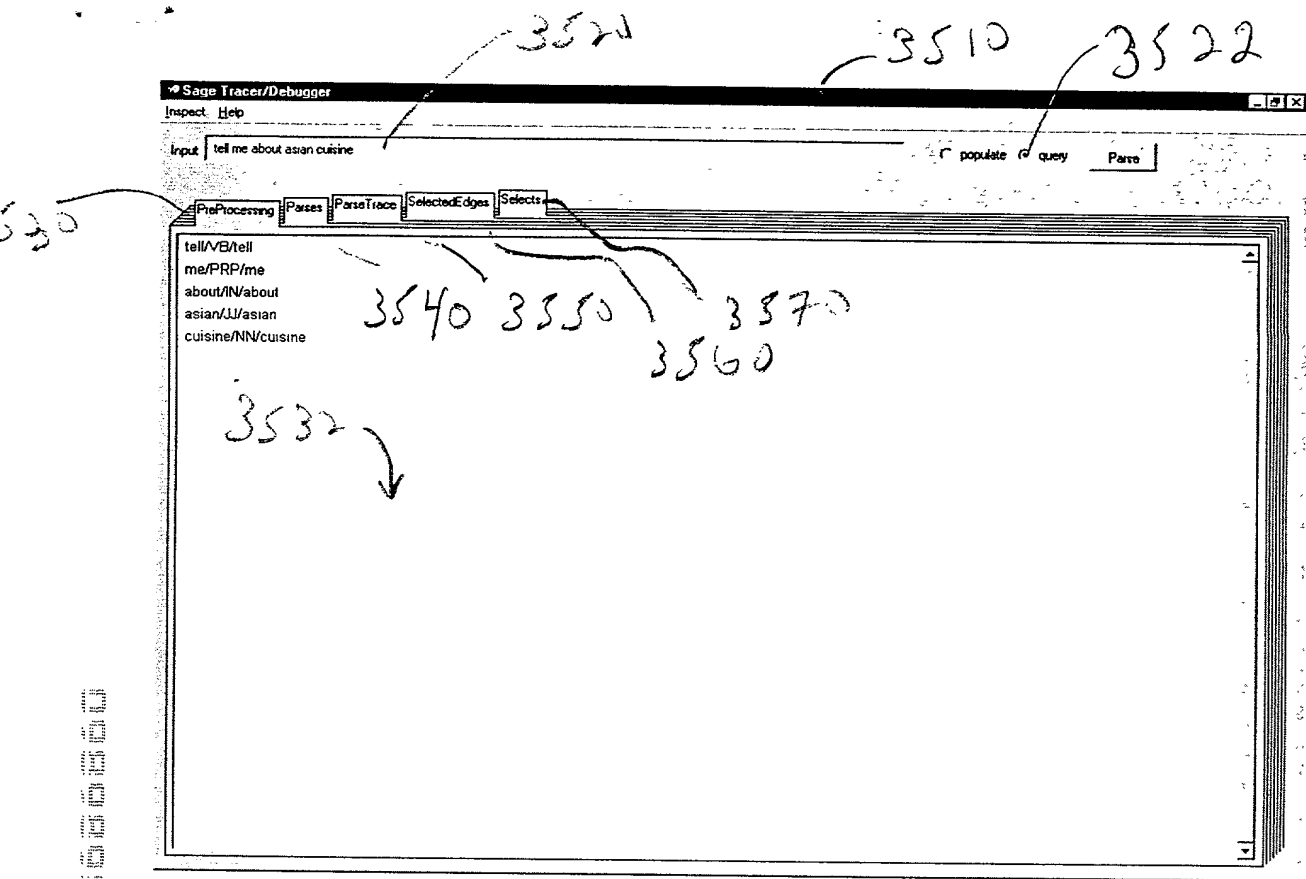 3520 3510 3522
Sage Tracer/Debugger
Inspect Help
Input tell me about asian cuisine populate query Parse
PreProcessing Parses ParseTrace SelectedEdges Selects
tell/VB/tell
me/PRP/me
about/IN/about
asian/JJ/asian
cuisine/NN/cuisine
3540 3550 3570
3560
3532